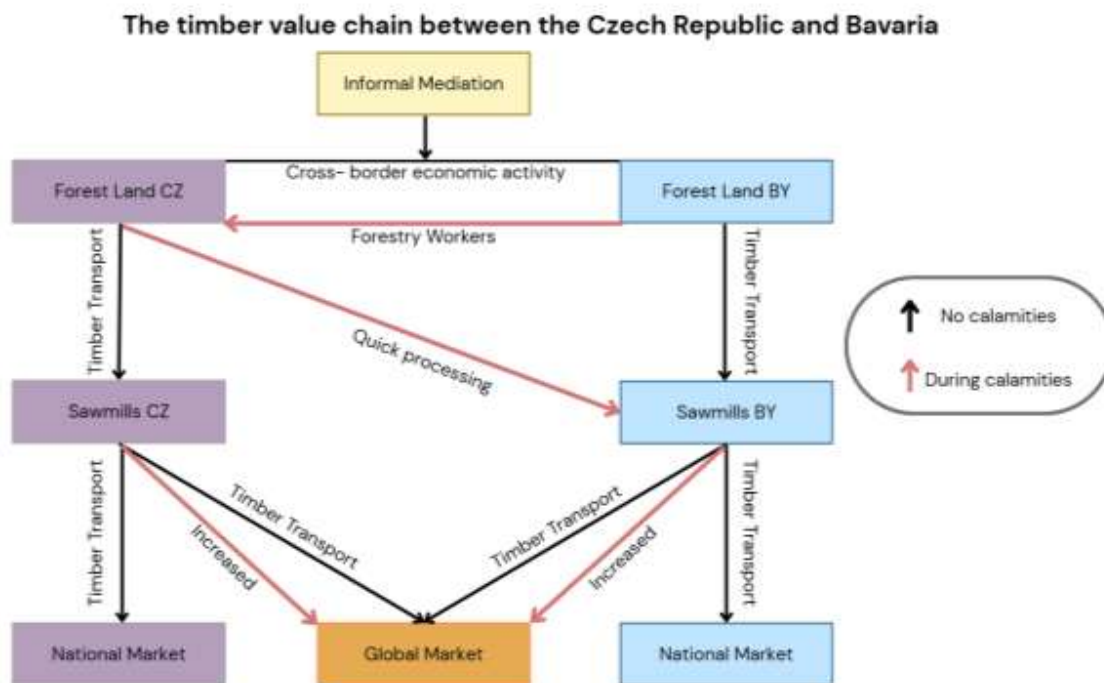 The timber value chain between the Czech Republic and Bavaria
Informal Mediation
Forest Land CZ
Cross- border economic activity
Forest Land BY
Forestry Workers
Timber Transport
Timber Transport
Quick processing
No calamities
During calamities
Sawmills CZ
Sawmills BY
Timber Transport
Timber Transport
Increased
Timber Transport
Increased
Timber Transport
National Market
Global Market
National Market